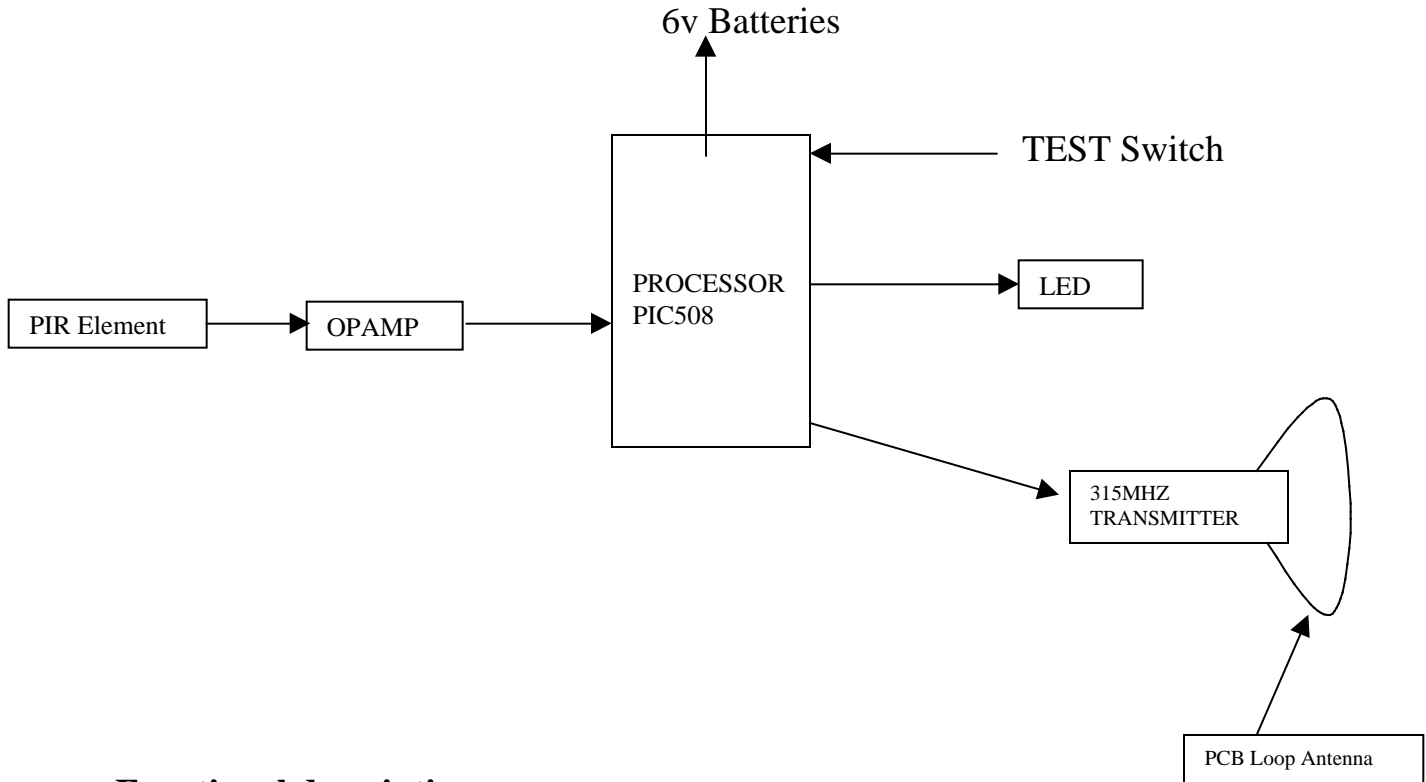 6v Batteries
TEST Switch
PROCESSOR
PIC508
LED
PIR Element
OPAMP
315MHZ
TRANSMITTER
PCB Loop Antenna